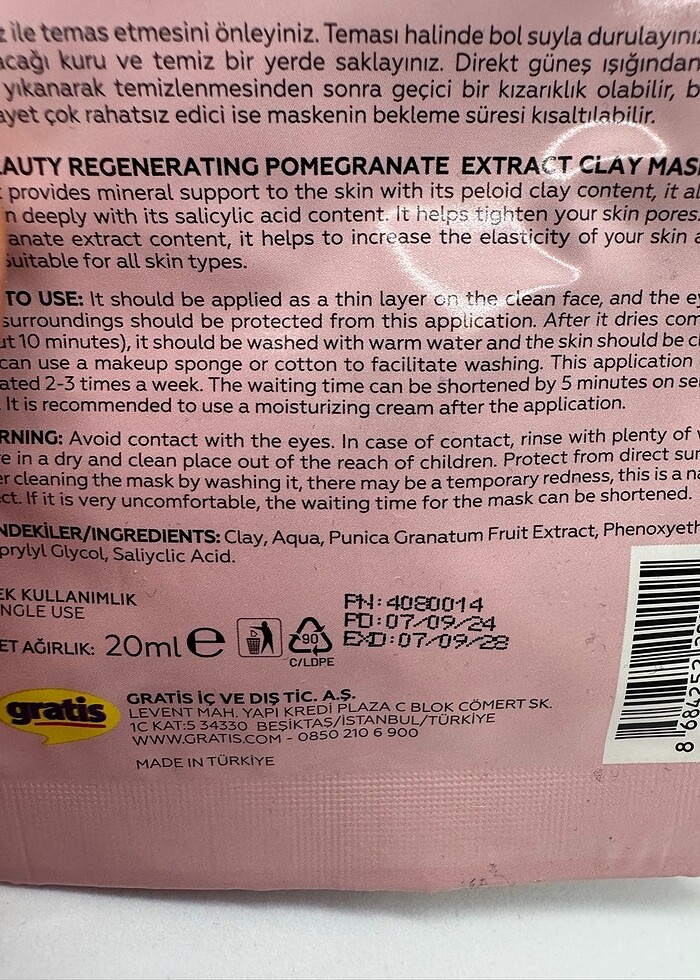 ile temas etmesini önleyiniz. Teması halinde bol suyla durulayını
acağı kuru ve temiz bir yerde saklayınız. Direkt güneş ışığından
yıkanarak temizlenmesinden sonra geçici bir kızarıklık olabilir, b
ayet çok rahatsız edici ise maskenin bekleme süresi kısaltılabilir.
EAUTY REGENERATING POMEGRANATE EXTRACT CLAY MAS
provides mineral support to the skin with its peloid clay content, it al
n deeply with its salicylic acid content. It helps tighten your skin pores.
anate extract content, it helps to increase the elasticity of your skin a
suitable for all skin types.
TO USE: It should be applied as a thin layer on the clean face, and the ey
surroundings should be protected from this application. After it dries com
ut 10 minutes), it should be washed with warm water and the skin should be cl
can use a makeup sponge or cotton to facilitate washing. This application
ated 2-3 times a week. The waiting time can be shortened by 5 minutes on se
It is recommended to use a moisturizing cream after the application.
RNING: Avoid contact with the eyes. In case of contact, rinse with plenty of
e in a dry and clean place out of the reach of children. Protect from direct sun
er cleaning the mask by washing it, there may be a temporary redness, this is a na
ct. If it is very uncomfortable, the waiting time for the mask can be shortened.
NDEKİLER/INGREDIENTS: Clay, Aqua, Punica Granatum Fruit Extract, Phenoxyeth
prylyl Glycol, Saliyclic Acid.
EK KULLANIMLIK
NGLE USE
ET AĞIRLIK: 20ml e
90
C/LDPE
PN:4080014
PD:07/09/24
EXD:07/09/28
gratis
GRATİS İÇ VE DIŞ TİC. A.Ş.
LEVENT MAH. YAPI KREDİ PLAZA C BLOK CÖMERT SK.
1C KAT:5 34330 BEŞİKTAŞ/İSTANBUL/TÜRKİYE
WWW.GRATIS.COM - 0850 210 6 900
MADE IN TÜRKİYE